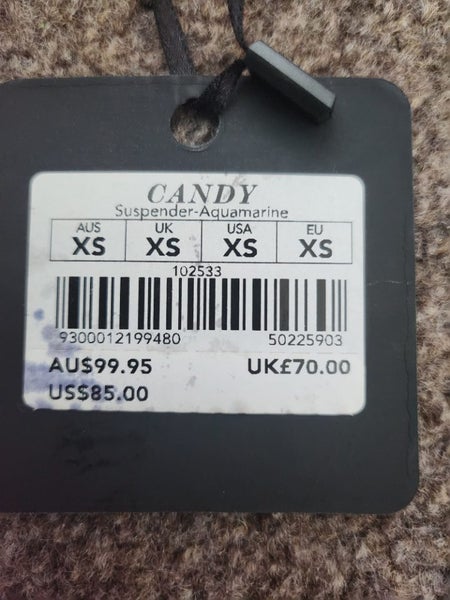 CANDY
Suspender-Aquamarine
AUS UK USA EU
XS XS XS XS
102533
9300012199480 50225903
AU$99.95 UK£70.00
US$85.00